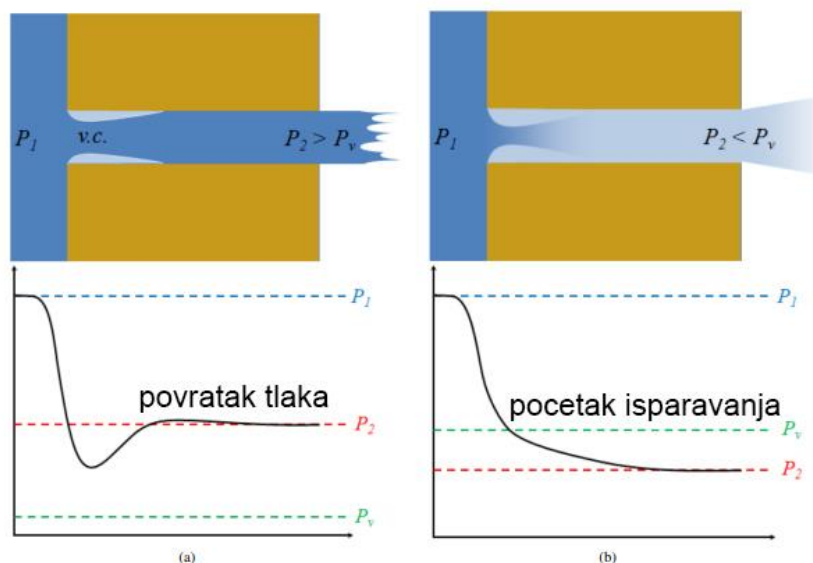 P₁
v.c.
P₂ > Pᵥ
P₁
P₂ < Pᵥ
P₁
povratak tlaka
P₂
Pᵥ
(a)
P₁
pocetak isparavanja
Pᵥ
P₂
(b)